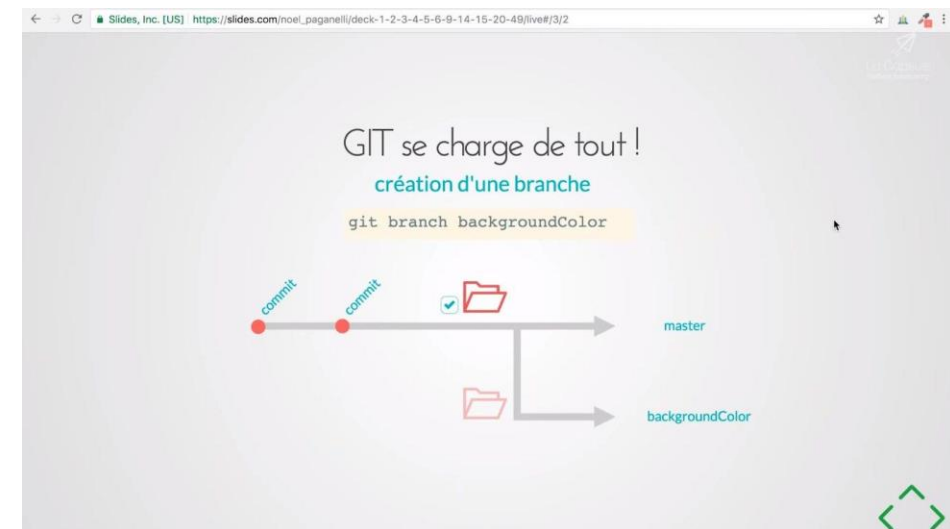 Slides, Inc. [US] https://slides.com/noel_paganelli/deck-1-2-3-4-5-6-9-14-15-20-49/live#/3/2
GIT se charge de tout !
création d'une branche
git branch backgroundColor
commit
commit
master
backgroundColor